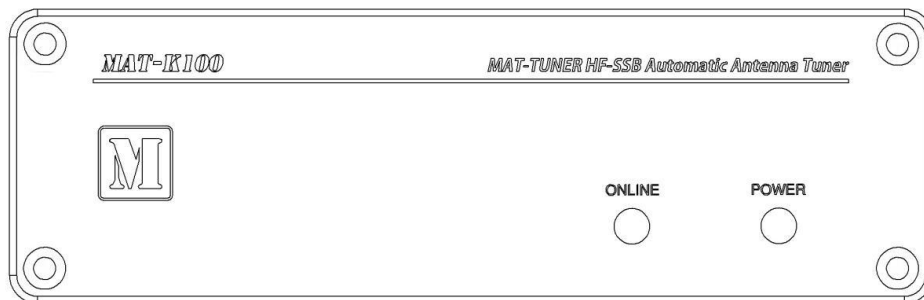 MAT-K100
MAT-TUNER HF-SSB Automatic Antenna Tuner
M
ONLINE
POWER